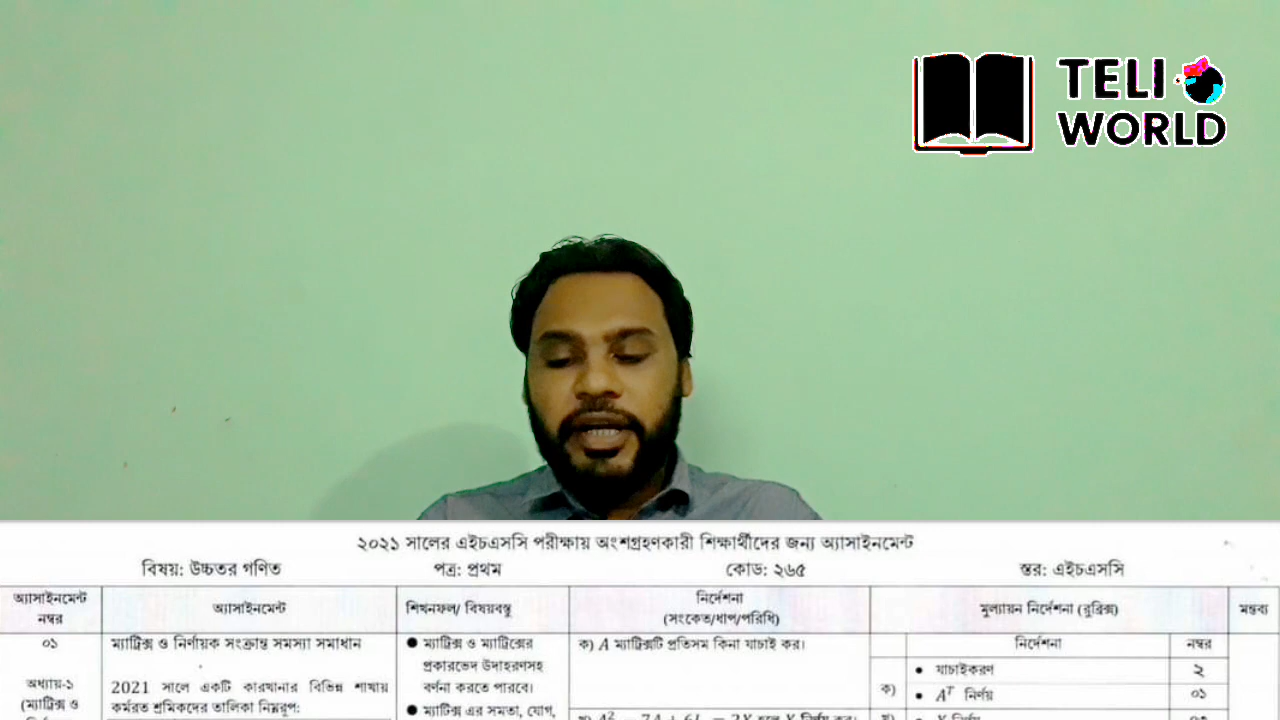 TELI
WORLD
২০২১ সালের এইচএসসি পরীক্ষায় অংশগ্রহণকারী শিক্ষার্থীদের জন্য অ্যাসাইনমেন্ট
বিষয়: উচ্চতর গণিত পত্র: প্রথম কোড: ২৬৫ স্তর: এইচএসসি
অ্যাসাইনমেন্ট নম্বর
অ্যাসাইনমেন্ট
শিখনফল/ বিষয়বস্তু
নির্দেশনা
(সংকেত/ধাপ/পরিধি)
মূল্যায়ন নির্দেশনা (রুব্রিক্স)
মন্তব্য
০১
ম্যাট্রিক্স ও নির্ণায়ক সংক্রান্ত সমস্যা সমাধান
● ম্যাট্রিক্স ও ম্যাট্রিক্সের
প্রকারভেদ উদাহরণসহ
বর্ণনা করতে পারবে।
ক) A ম্যাট্রিক্সটি প্রতিসম কিনা যাচাই কর।
নির্দেশনা নম্বর
অধ্যায়-১
(ম্যাট্রিক্স ও
2021 সালে একটি কারখানার বিভিন্ন শাখায়
কর্মরত শ্রমিকদের তালিকা নিম্নরূপ:
● ম্যাট্রিক্স এর সমতা, যোগ,
ক)
• যাচাইকরণ ২
• Aᵀ নির্ণয় ০১